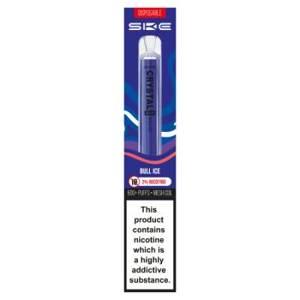 DISPOSABLE
SKE
CRYSTAL
BULL ICE
18 2% NICOTINE
600+ PUFFS • MESH COIL
This
product
contains
nicotine
which is a
highly
addictive
substance.